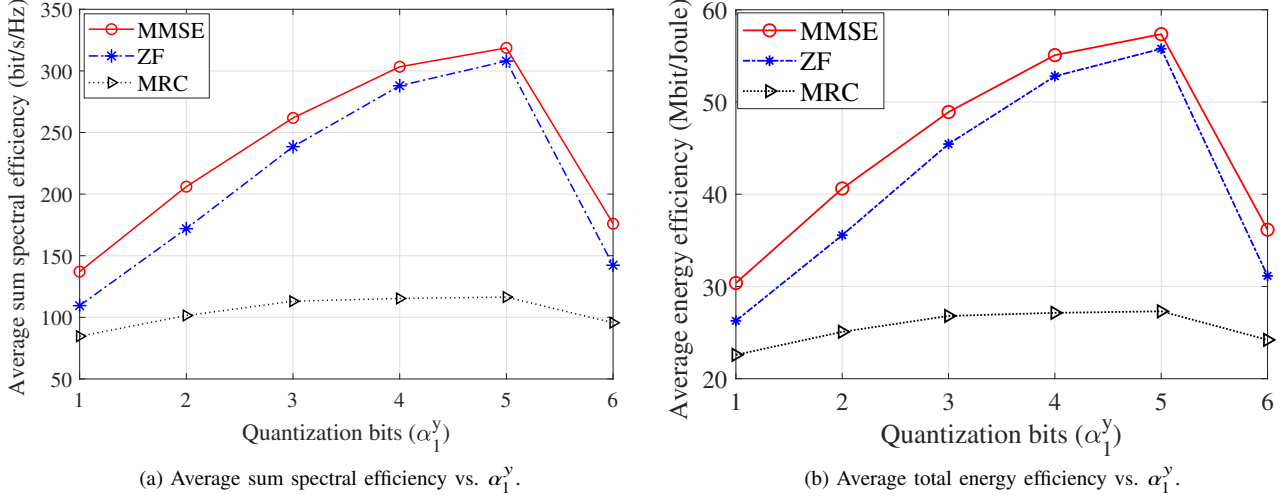 350
300
250
200
150
100
50
Average sum spectral efficiency (bit/s/Hz)
MMSE
ZF
MRC
1 2 3 4 5 6
Quantization bits (α₁ʸ)
(a) Average sum spectral efficiency vs. α₁ʸ.
60
50
40
30
20
Average energy efficiency (Mbit/Joule)
MMSE
ZF
MRC
1 2 3 4 5 6
Quantization bits (α₁ʸ)
(b) Average total energy efficiency vs. α₁ʸ.